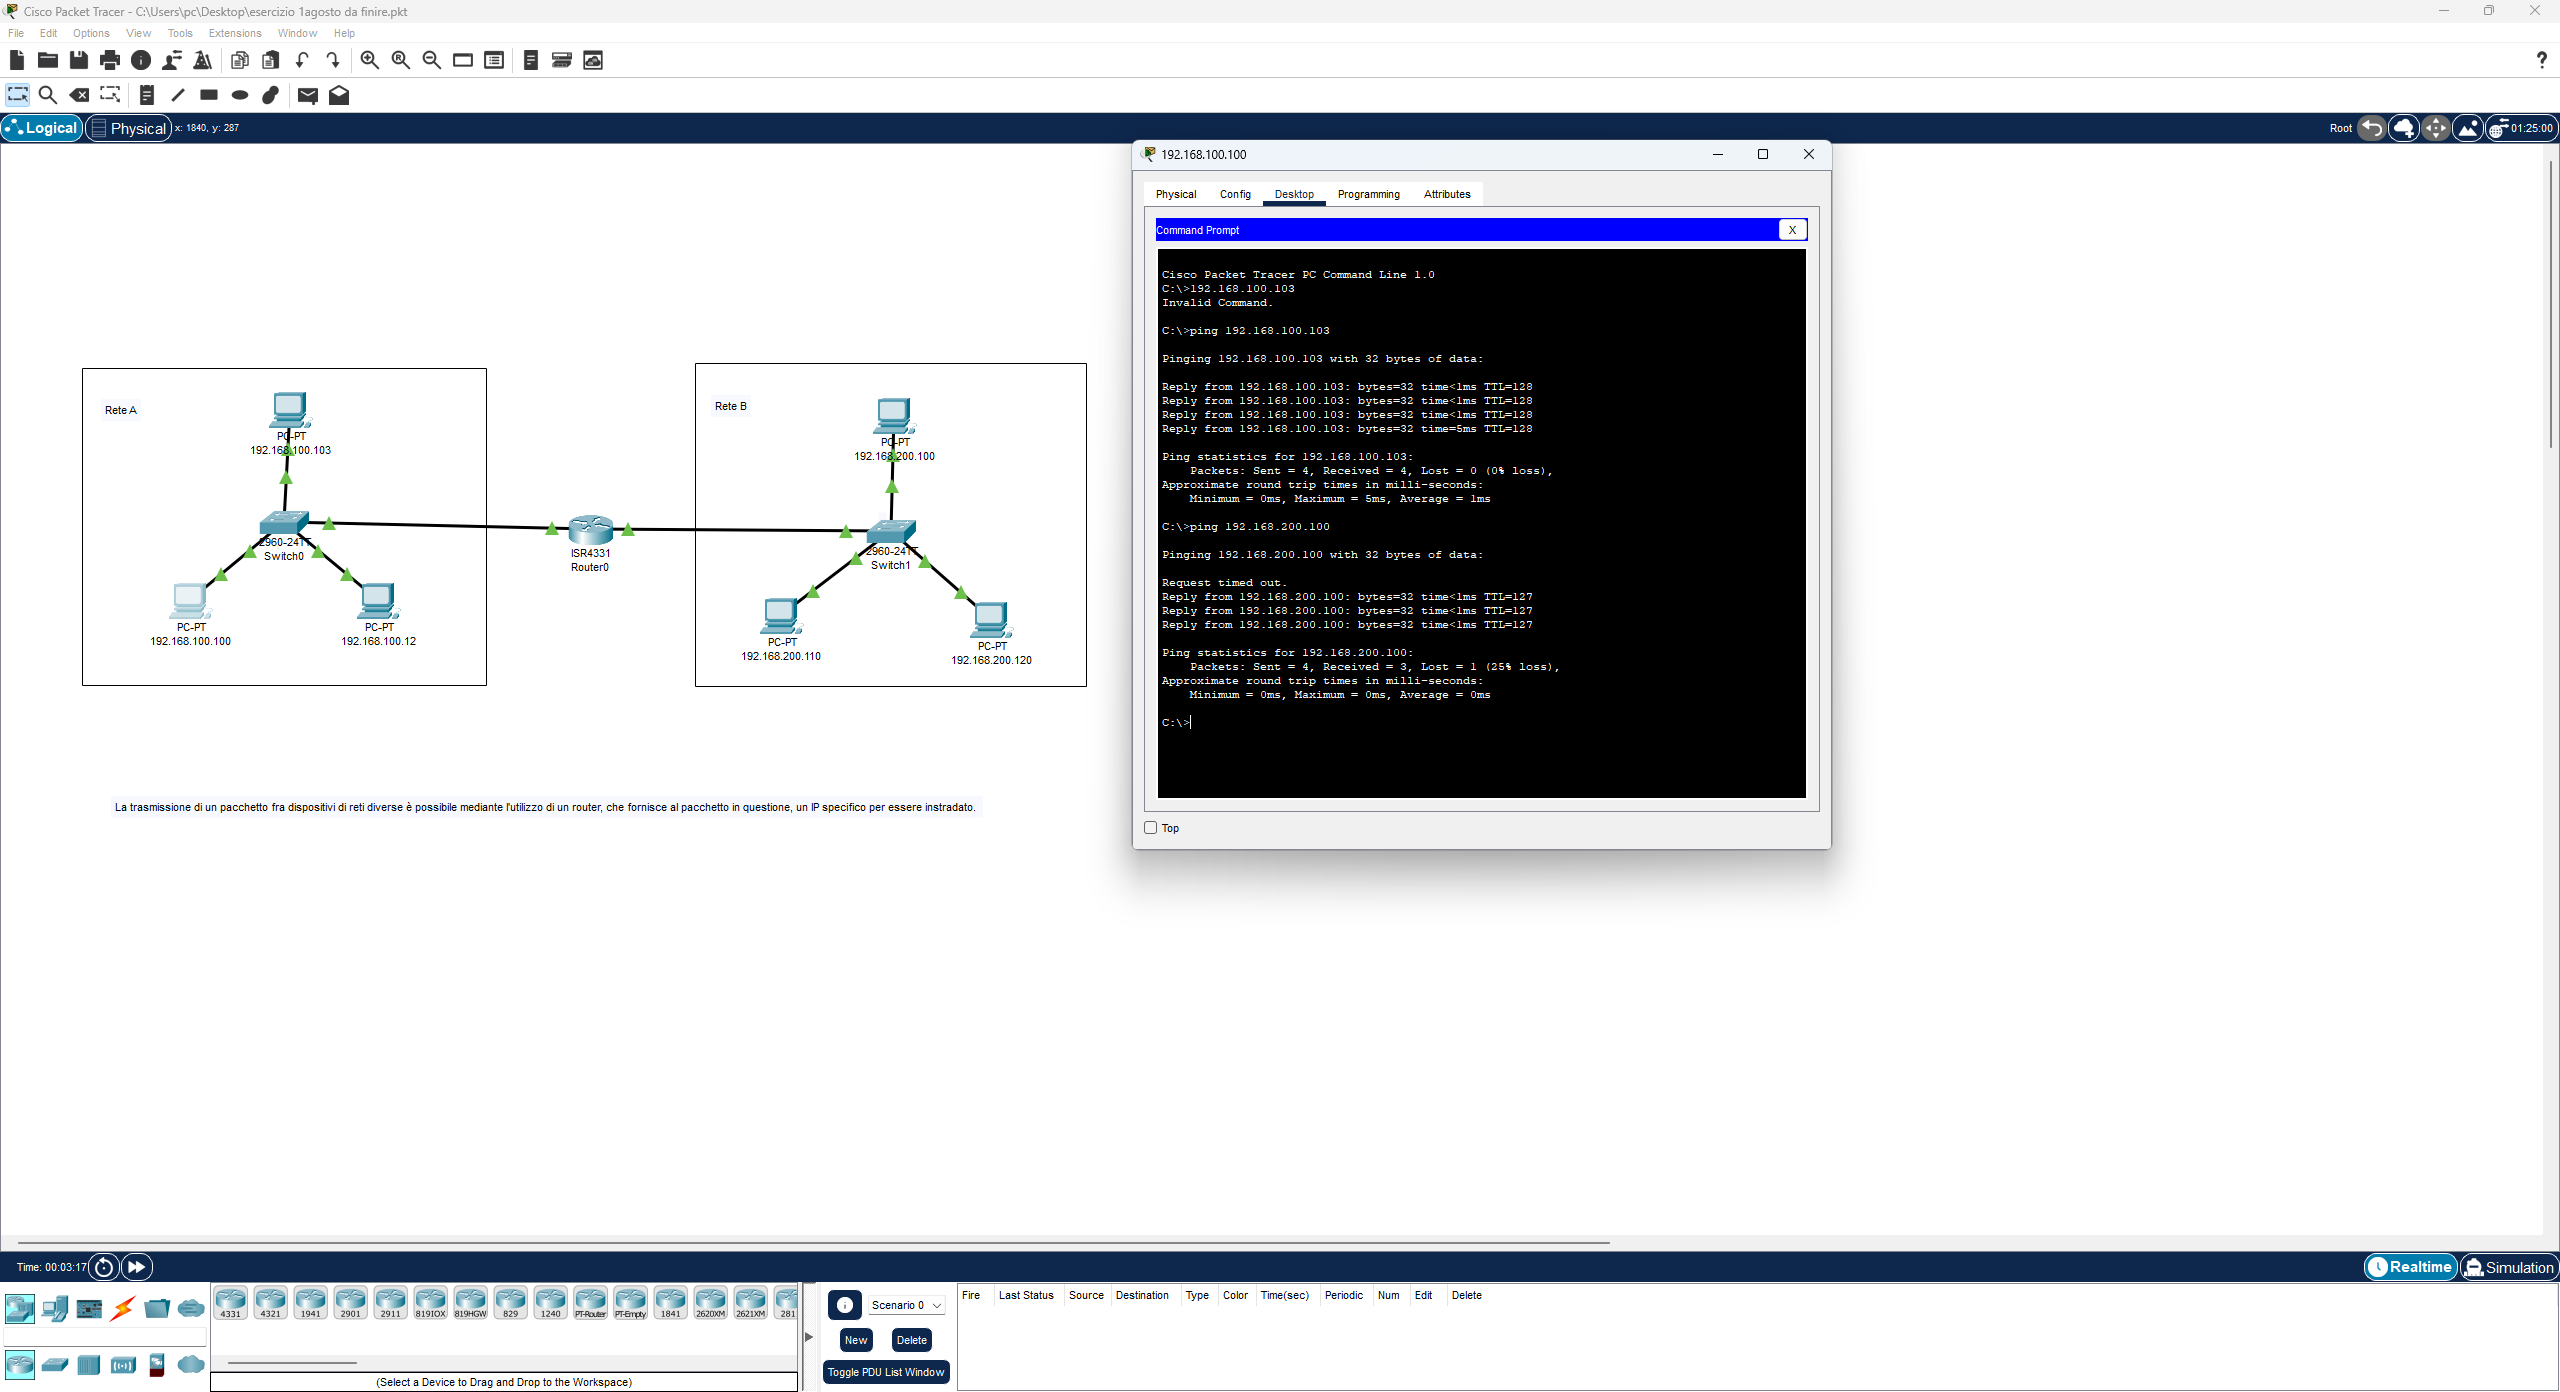 Cisco Packet Tracer - C:\Users\pc\Desktop\esercizio 1agosto da finire.pkt
File Edit Options View Tools Extensions Window Help
?
Logical Physical x: 1840, y: 287
Root 01:25:00
Rete A
PC-PT
192.168.100.103
2960-24TT
Switch0
PC-PT
192.168.100.100
PC-PT
192.168.100.12
ISR4331
Router0
Rete B
PC-PT
192.168.200.100
2960-24TT
Switch1
PC-PT
192.168.200.110
PC-PT
192.168.200.120
La trasmissione di un pacchetto fra dispositivi di reti diverse è possibile mediante l'utilizzo di un router, che fornisce al pacchetto in questione, un IP specifico per essere instradato.
192.168.100.100
Physical Config Desktop Programming Attributes
Command Prompt X
Cisco Packet Tracer PC Command Line 1.0
C:\>192.168.100.103
Invalid Command.
C:\>ping 192.168.100.103
Pinging 192.168.100.103 with 32 bytes of data:
Reply from 192.168.100.103: bytes=32 time<1ms TTL=128
Reply from 192.168.100.103: bytes=32 time<1ms TTL=128
Reply from 192.168.100.103: bytes=32 time<1ms TTL=128
Reply from 192.168.100.103: bytes=32 time=5ms TTL=128
Ping statistics for 192.168.100.103:
Packets: Sent = 4, Received = 4, Lost = 0 (0% loss),
Approximate round trip times in milli-seconds:
Minimum = 0ms, Maximum = 5ms, Average = 1ms
C:\>ping 192.168.200.100
Pinging 192.168.200.100 with 32 bytes of data:
Request timed out.
Reply from 192.168.200.100: bytes=32 time<1ms TTL=127
Reply from 192.168.200.100: bytes=32 time<1ms TTL=127
Reply from 192.168.200.100: bytes=32 time<1ms TTL=127
Ping statistics for 192.168.200.100:
Packets: Sent = 4, Received = 3, Lost = 1 (25% loss),
Approximate round trip times in milli-seconds:
Minimum = 0ms, Maximum = 0ms, Average = 0ms
C:\>
Top
Time: 00:03:17
Realtime Simulation
4331 4321 1941 2901 2911 819IOX 819HGW 829 1240 PT-Router PT-Empty 1841 2620XM 2621XM 281
(Select a Device to Drag and Drop to the Workspace)
Scenario 0
New Delete
Toggle PDU List Window
Fire Last Status Source Destination Type Color Time(sec) Periodic Num Edit Delete